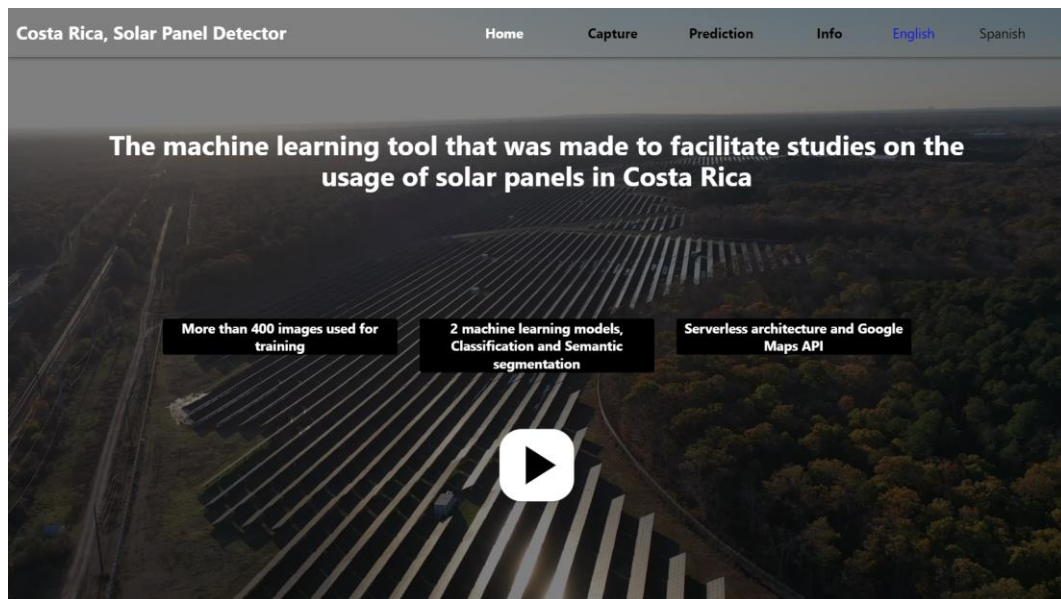 Costa Rica, Solar Panel Detector
Home
Capture
Prediction
Info
English
Spanish
The machine learning tool that was made to facilitate studies on the
usage of solar panels in Costa Rica
More than 400 images used for
training
2 machine learning models,
Classification and Semantic
segmentation
Serverless architecture and Google
Maps API